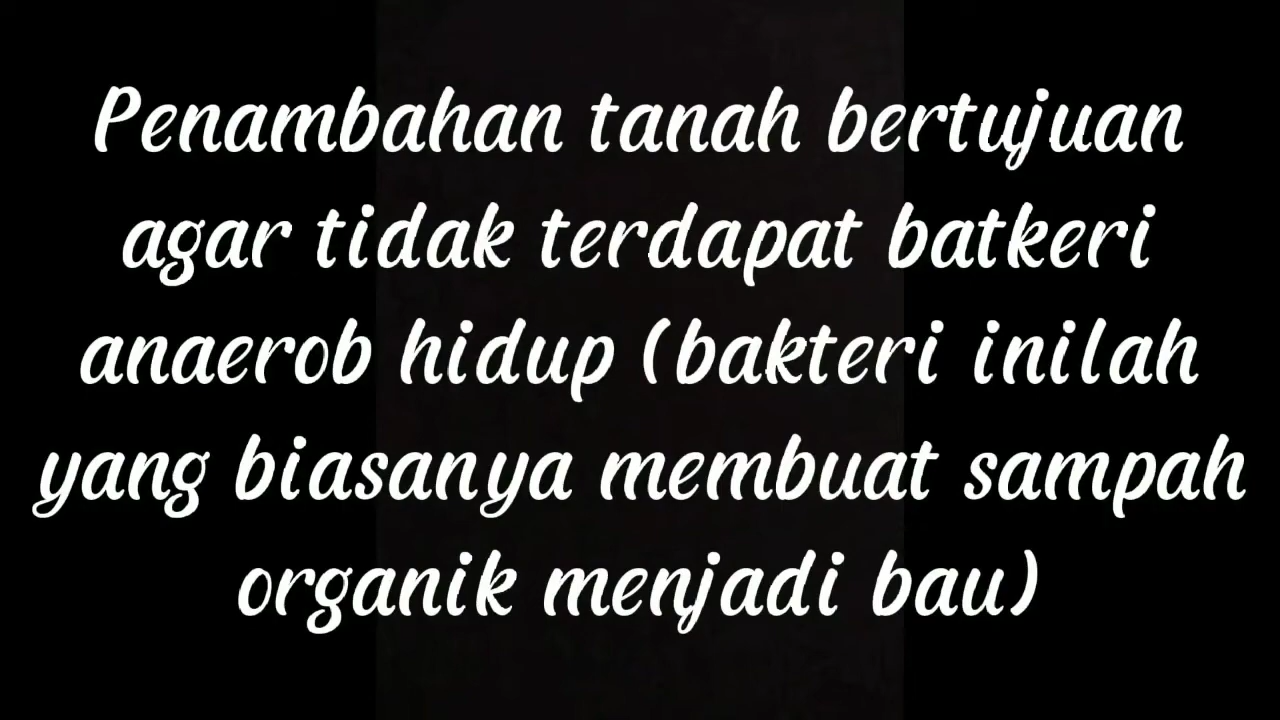 Penambahan tanah bertujuan
agar tidak terdapat batkeri
anaerob hidup (bakteri inilah
yang biasanya membuat sampah
organik menjadi bau)